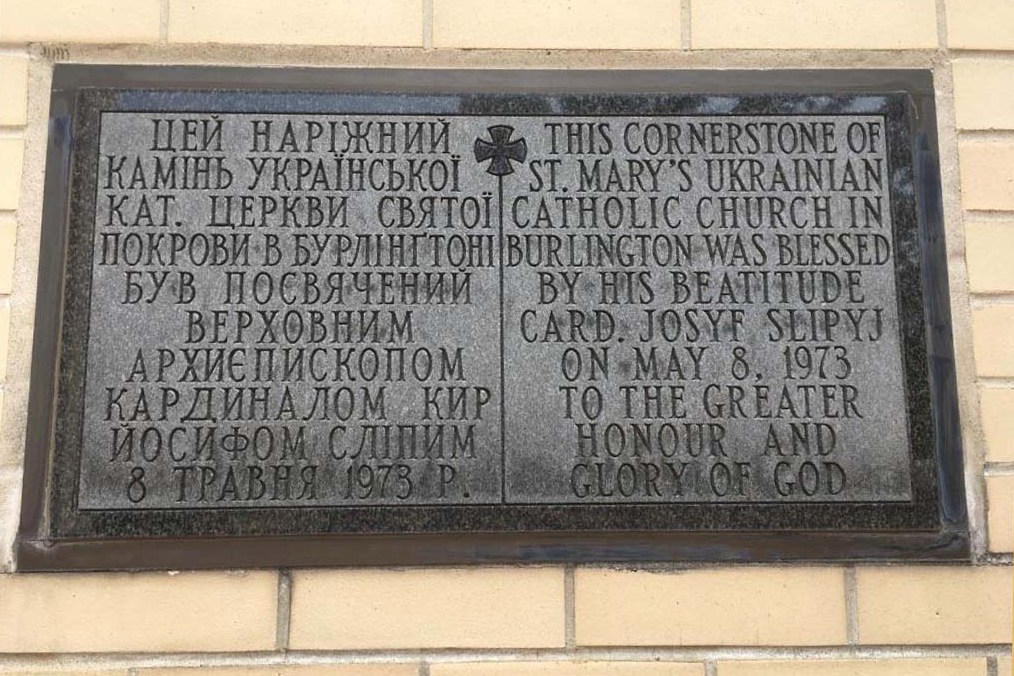 ЦЕЙ НАРІЖНИЙ
КАМІНЬ УКРАЇНСЬКОЇ
КАТ. ЦЕРКВИ СВЯТОЇ
ПОКРОВИ В БУРЛІНҐТОНІ
БУВ ПОСВЯЧЕНИЙ
ВЕРХОВНИМ
АРХИЄПИСКОПОМ
КАРДИНАЛОМ КИР
ЙОСИФОМ СЛІПИМ
8 ТРАВНЯ 1973 Р.
THIS CORNERSTONE OF
ST. MARY'S UKRAINIAN
CATHOLIC CHURCH IN
BURLINGTON WAS BLESSED
BY HIS BEATITUDE
CARD. JOSYF SLIPYJ
ON MAY 8, 1973
TO THE GREATER
HONOUR AND
GLORY OF GOD